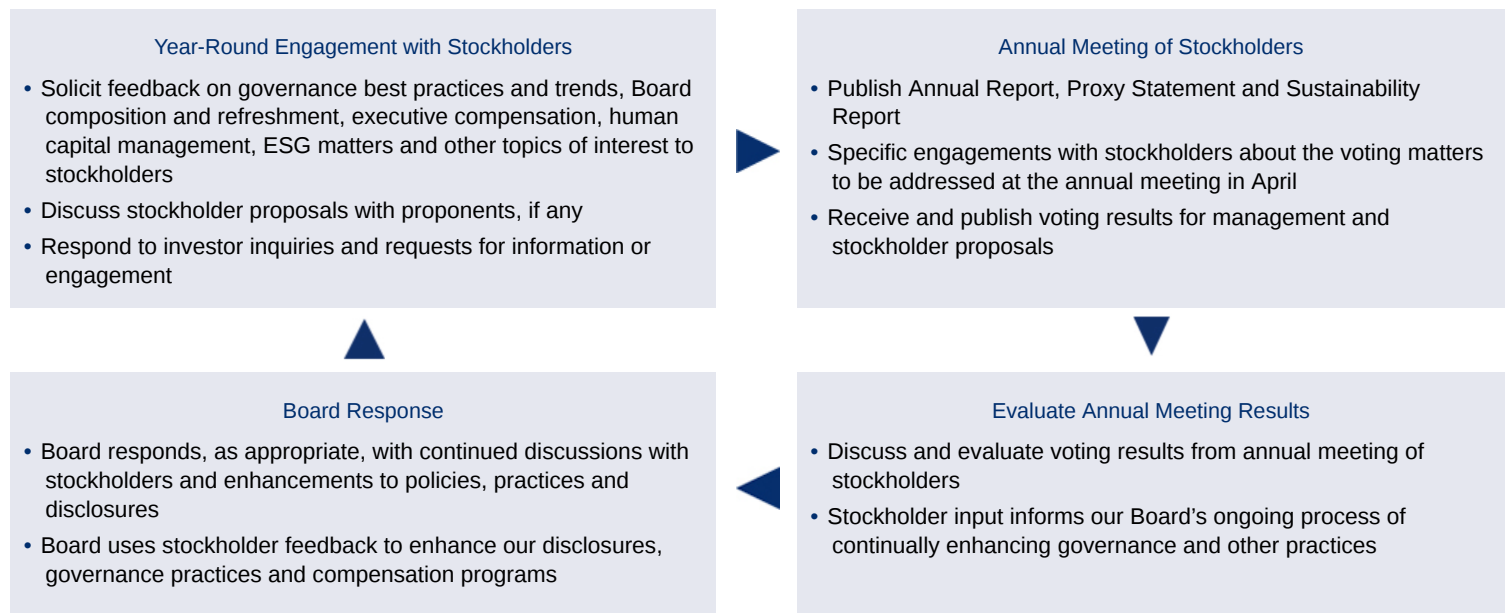 Year-Round Engagement with Stockholders
• Solicit feedback on governance best practices and trends, Board
composition and refreshment, executive compensation, human
capital management, ESG matters and other topics of interest to
stockholders
• Discuss stockholder proposals with proponents, if any
• Respond to investor inquiries and requests for information or
engagement
Annual Meeting of Stockholders
• Publish Annual Report, Proxy Statement and Sustainability
Report
• Specific engagements with stockholders about the voting matters
to be addressed at the annual meeting in April
• Receive and publish voting results for management and
stockholder proposals
Board Response
• Board responds, as appropriate, with continued discussions with
stockholders and enhancements to policies, practices and
disclosures
• Board uses stockholder feedback to enhance our disclosures,
governance practices and compensation programs
Evaluate Annual Meeting Results
• Discuss and evaluate voting results from annual meeting of
stockholders
• Stockholder input informs our Board’s ongoing process of
continually enhancing governance and other practices